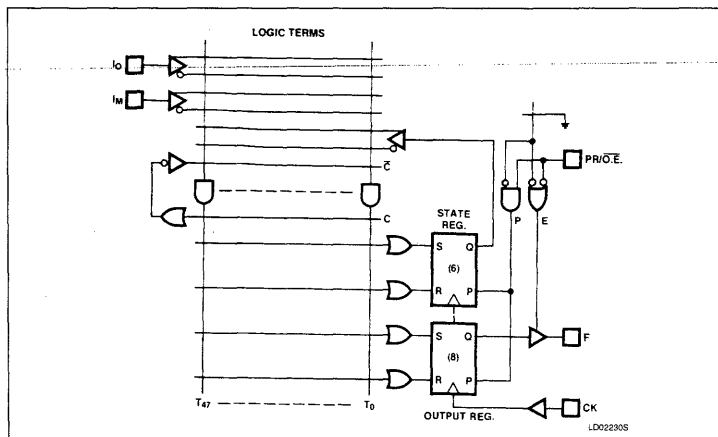 LOGIC TERMS
I0
IM
C̅
PR/O̅.E̅.
P
E
C
STATE
REG.
S
Q
(6)
R
P
S
Q
F
(8)
R
P
T47
T0
OUTPUT REG.
CK
LD02230S